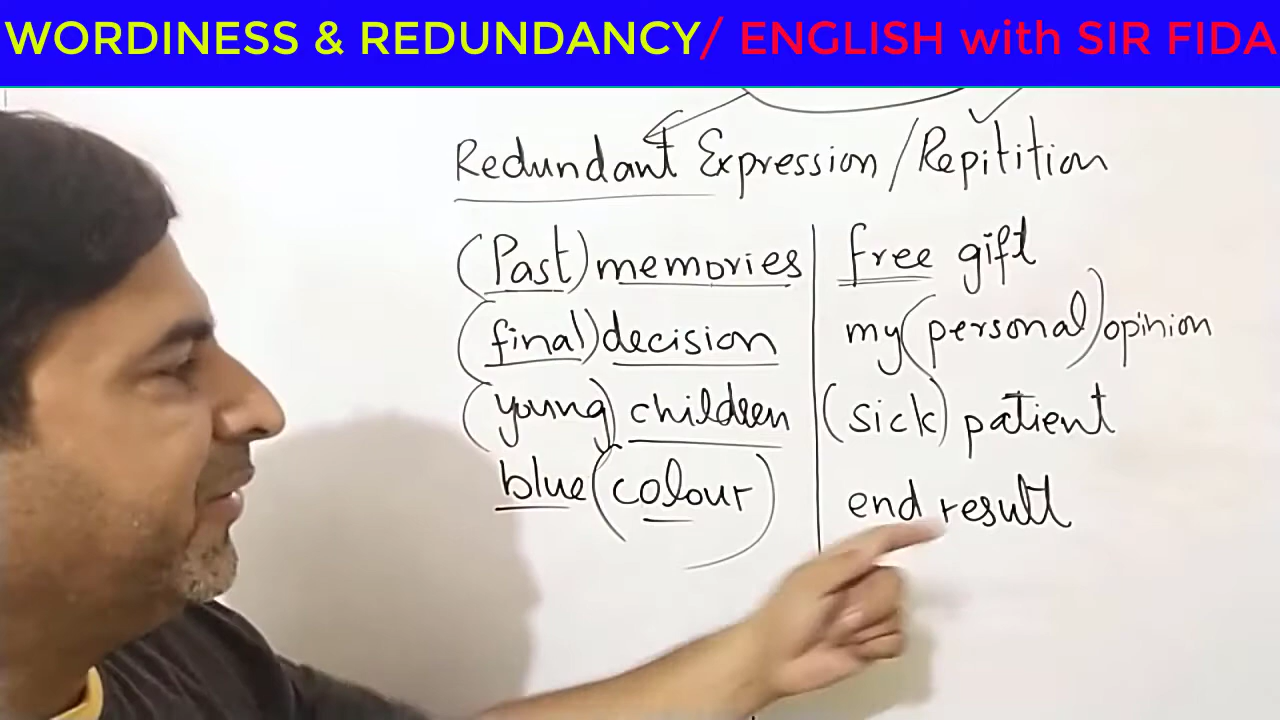 WORDINESS & REDUNDANCY/ ENGLISH with SIR FIDA
Redundant Expression/Repitition
(Past) memories
(final) decision
(young) children
blue (colour)
free gift
my (personal) opinion
(sick) patient
end result